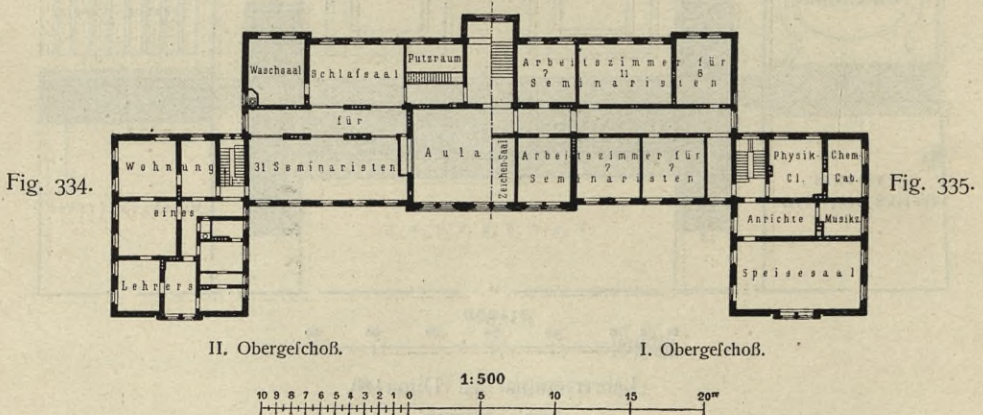 Waschsaal
Schlafsaal
Putzraum
Arbeitszimmer für
7 11 8
Seminaristen
für
31 Seminaristen
Aula
Zeichen-Saal
Arbeitszimmer für
7 7
Seminaristen
Wohnung
eines
Lehrers
Physik-
Cl.
Chem.
Cab.
Anrichte
Musikz.
Speisesaal
Fig. 334.
Fig. 335.
II. Obergeſchoß.
I. Obergeſchoß.
1:500
10 9 8 7 6 5 4 3 2 1 0 5 10 15 20m